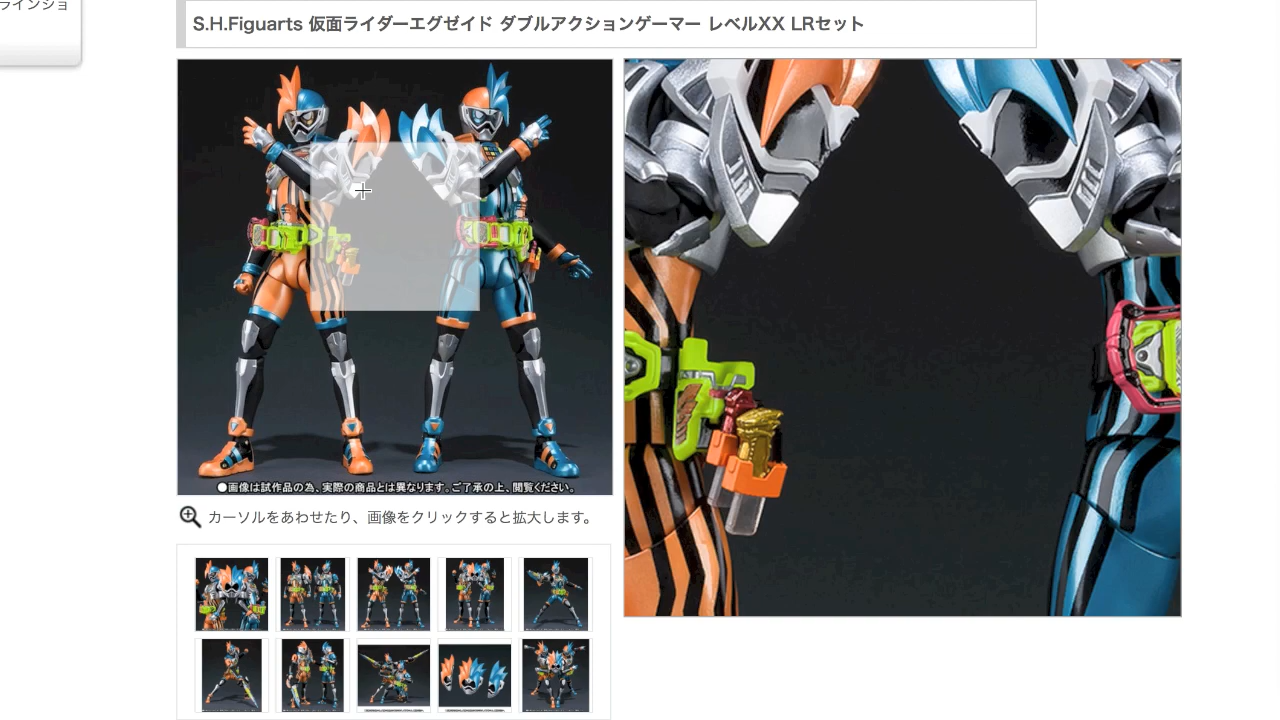 ラインショ
S.H.Figuarts 仮面ライダーエグゼイド ダブルアクションゲーマー レベルXX LRセット
●画像は試作品の為、実際の商品とは異なります。ご了承の上、閲覧ください。
カーソルをあわせたり、画像をクリックすると拡大します。